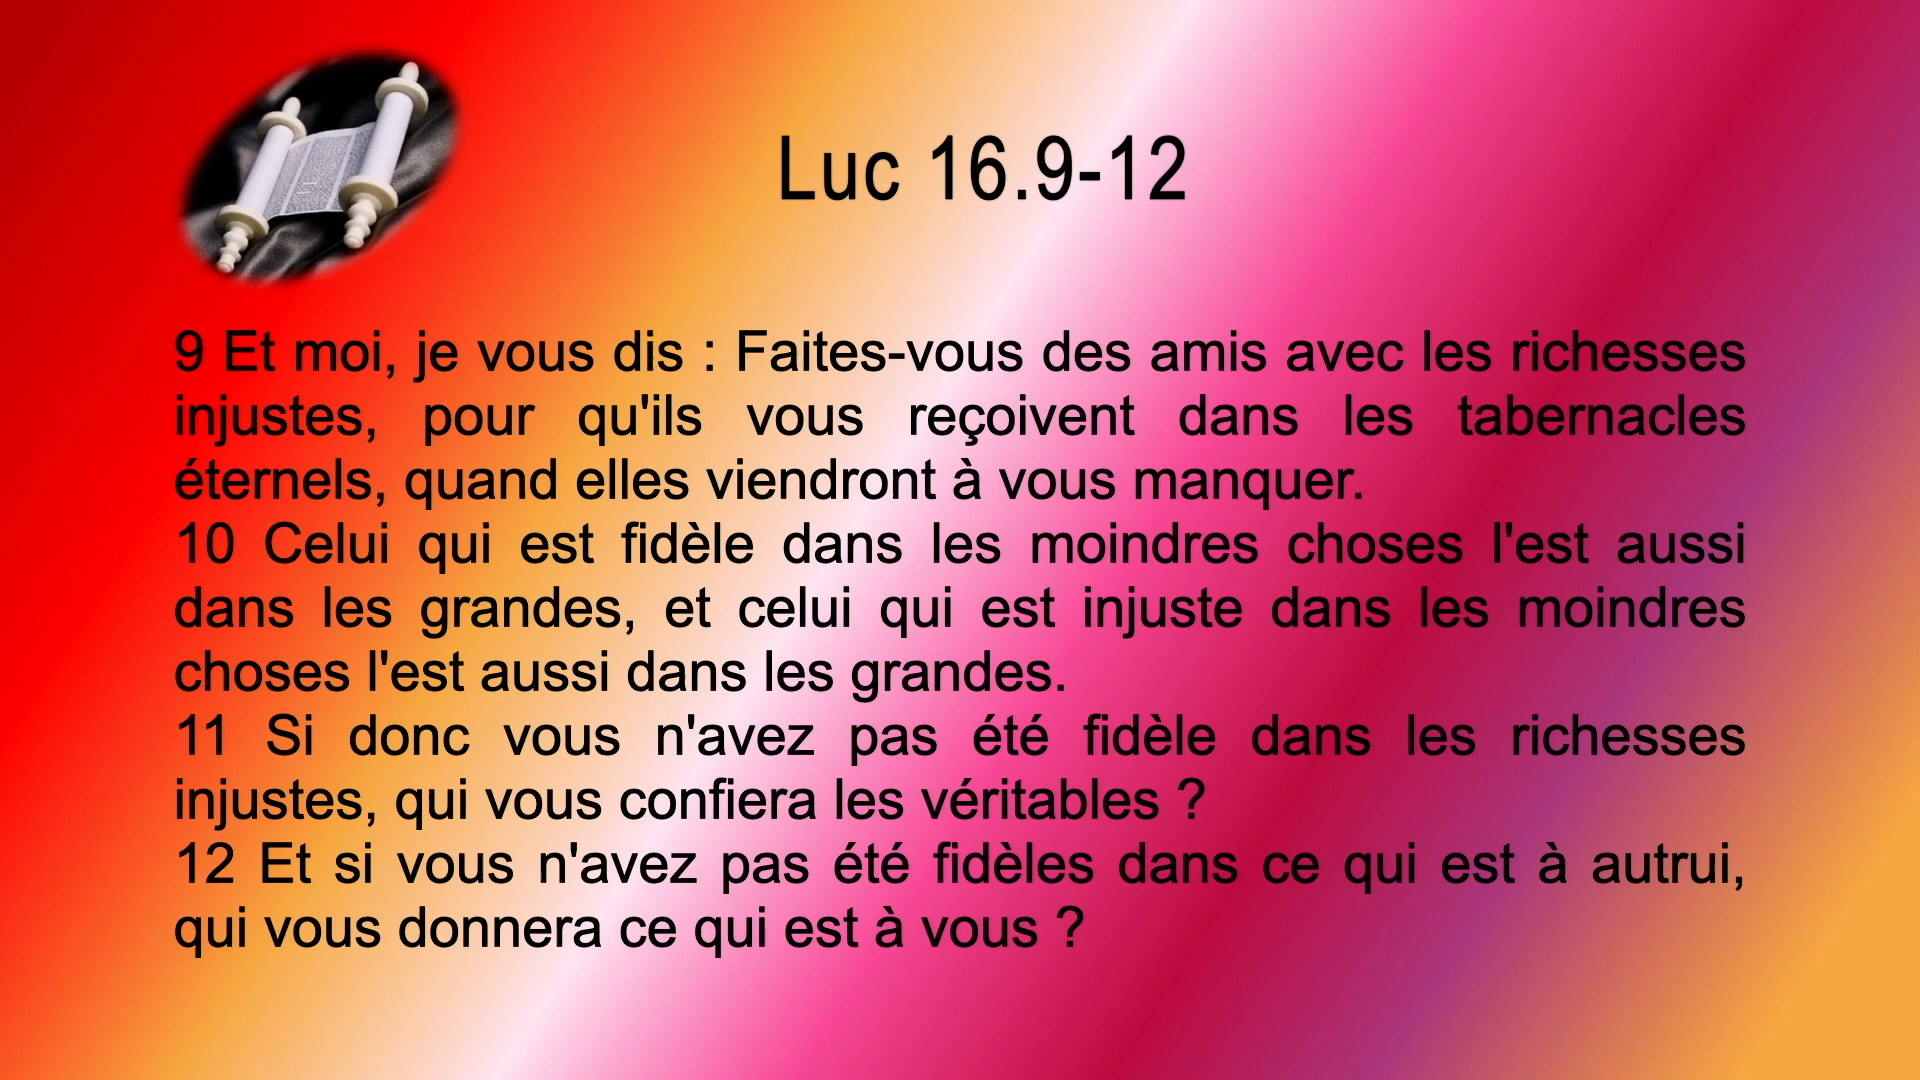 Luc 16.9-12
9 Et moi, je vous dis : Faites-vous des amis avec les richesses
injustes, pour qu'ils vous reçoivent dans les tabernacles
éternels, quand elles viendront à vous manquer.
10 Celui qui est fidèle dans les moindres choses l'est aussi
dans les grandes, et celui qui est injuste dans les moindres
choses l'est aussi dans les grandes.
11 Si donc vous n'avez pas été fidèle dans les richesses
injustes, qui vous confiera les véritables ?
12 Et si vous n'avez pas été fidèles dans ce qui est à autrui,
qui vous donnera ce qui est à vous ?